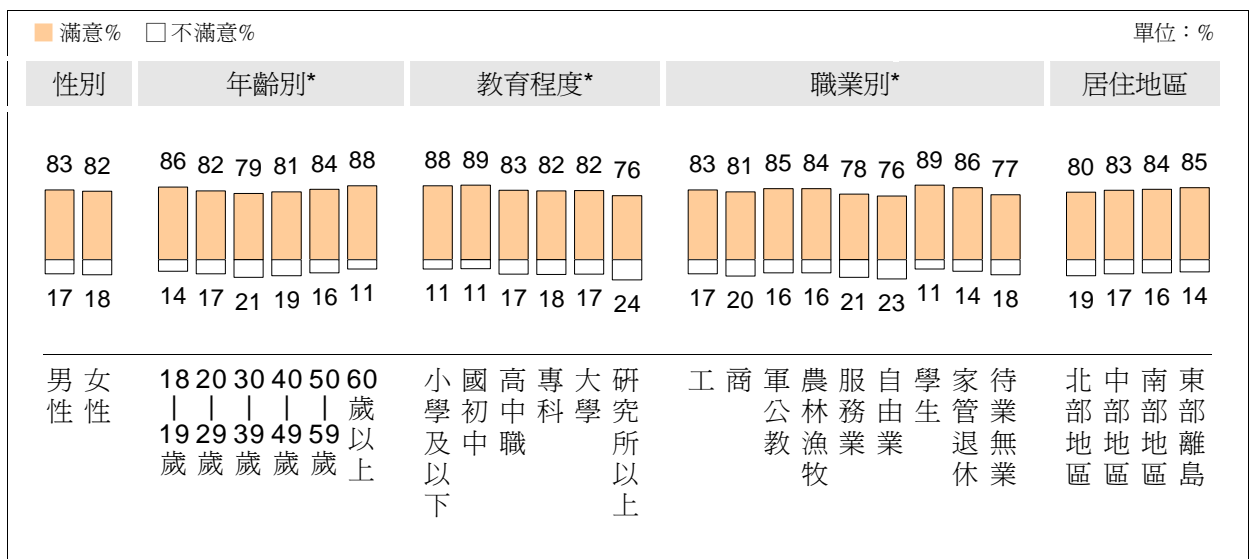 滿意% 不滿意% 單位：%
性別 年齡別* 教育程度* 職業別* 居住地區
83 82 86 82 79 81 84 88 88 89 83 82 82 76 83 81 85 84 78 76 89 86 77 80 83 84 85
17 18 14 17 21 19 16 11 11 11 17 18 17 24 17 20 16 16 21 23 11 14 18 19 17 16 14
男性
女性
18|19歲
20|29歲
30|39歲
40|49歲
50|59歲
60歲以上
小學及以下
國初中
高中職
專科
大學
研究所以上
工
商
軍公教
農林漁牧
服務業
自由業
學生
家管退休
待業無業
北部地區
中部地區
南部地區
東部離島